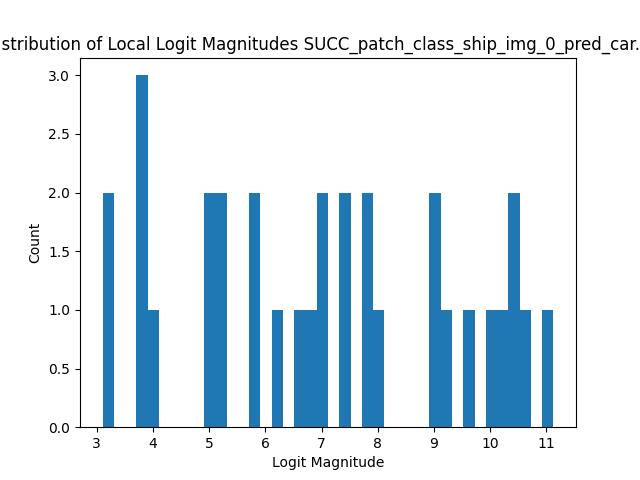 stribution of Local Logit Magnitudes SUCC_patch_class_ship_img_0_pred_car.
3.0
2.5
2.0
1.5
1.0
0.5
0.0
Count
3 4 5 6 7 8 9 10 11
Logit Magnitude